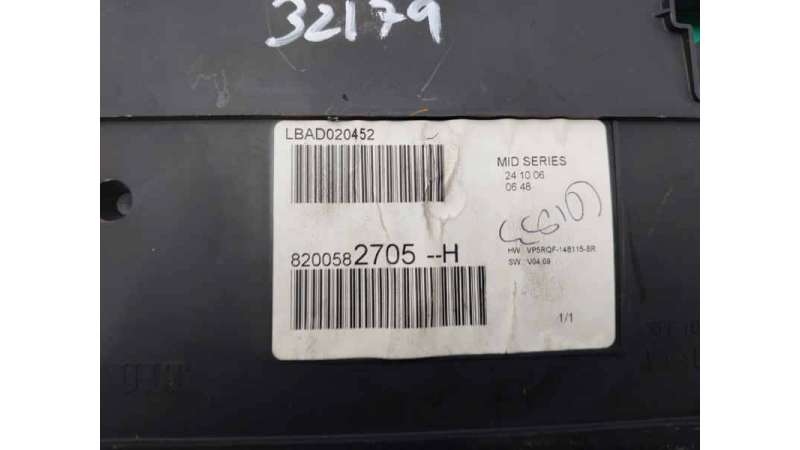 32179
LBAD020452
MID SERIES
24 10 06
06 48
8200582705 --H
HW : VP5RQF-14B115-BR
SW : V04.09
1/1